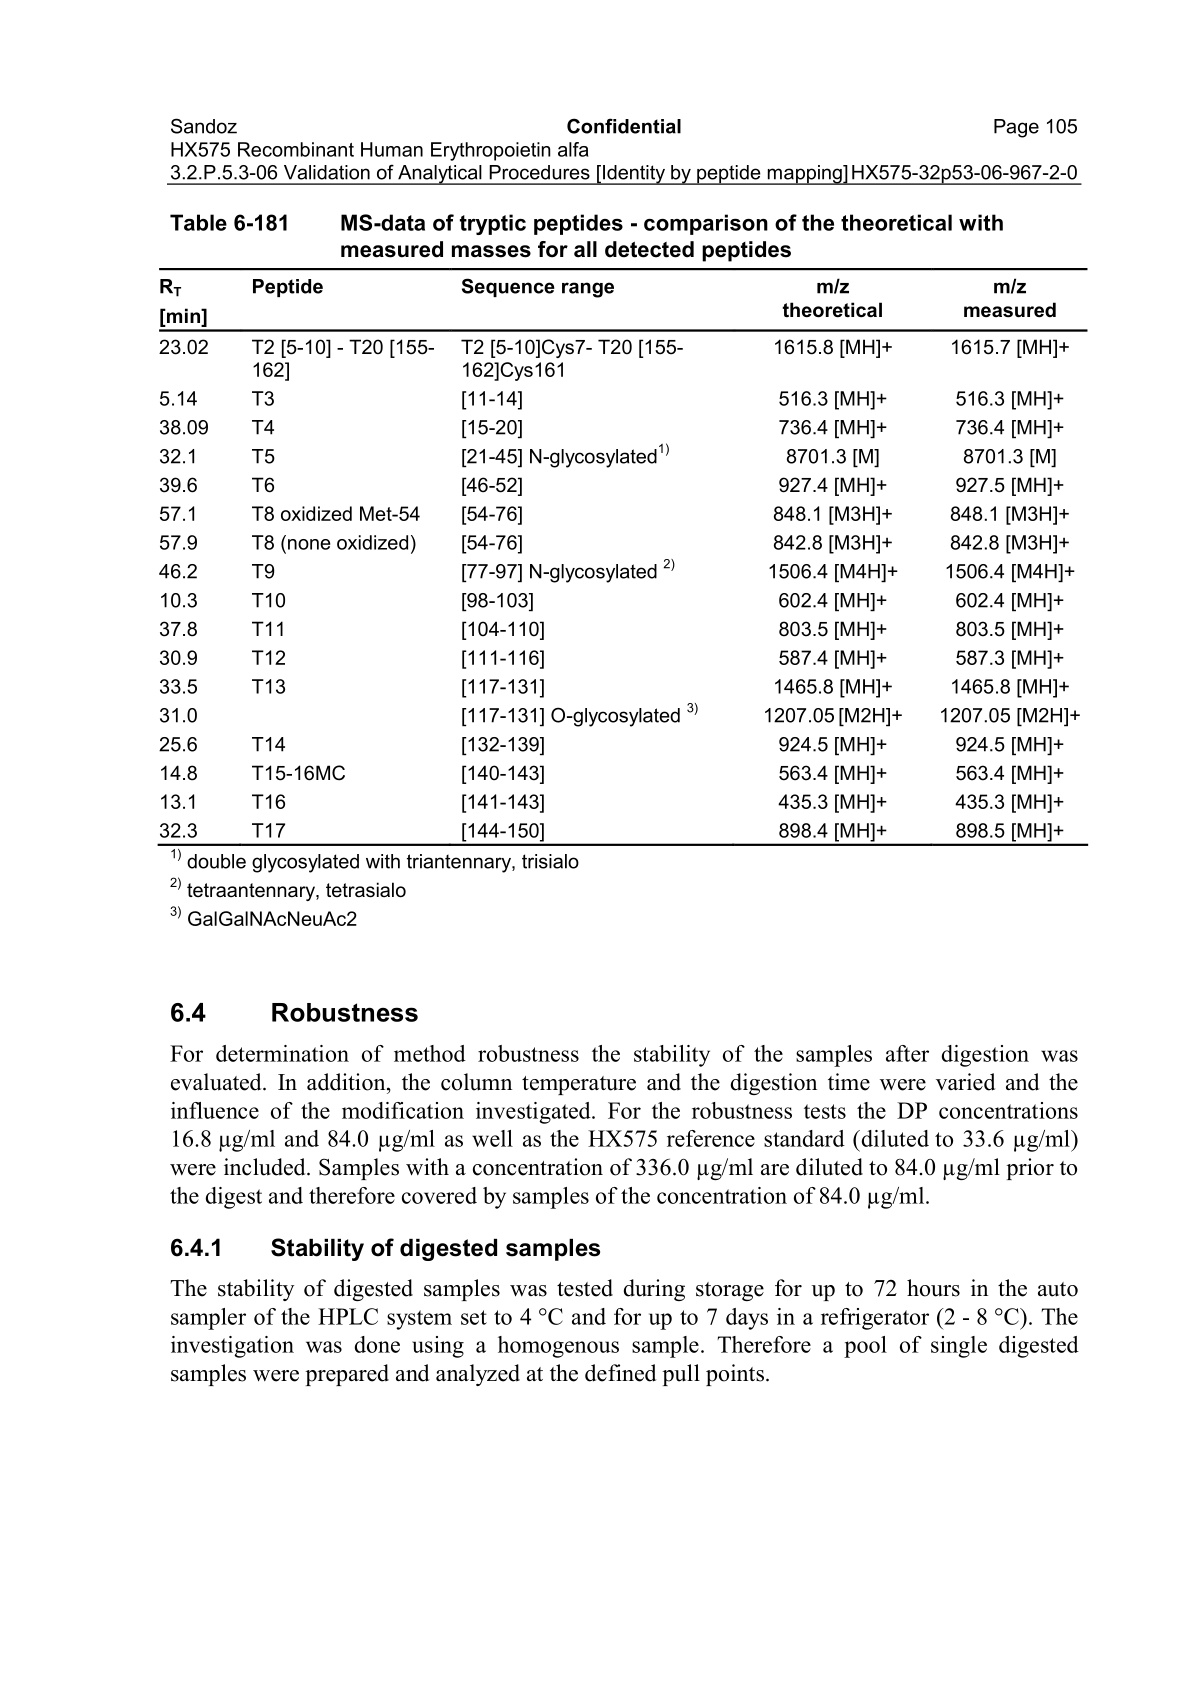 Sandoz Confidential Page 105
HX575 Recombinant Human Erythropoietin alfa
3.2.P.5.3-06 Validation of Analytical Procedures [Identity by peptide mapping] HX575-32p53-06-967-2-0
Table 6-181 MS-data of tryptic peptides - comparison of the theoretical with
measured masses for all detected peptides
RT Peptide Sequence range m/z m/z
[min] theoretical measured
23.02 T2 [5-10] - T20 [155- T2 [5-10]Cys7- T20 [155- 1615.8 [MH]+ 1615.7 [MH]+
162] 162]Cys161
5.14 T3 [11-14] 516.3 [MH]+ 516.3 [MH]+
38.09 T4 [15-20] 736.4 [MH]+ 736.4 [MH]+
32.1 T5 [21-45] N-glycosylated1) 8701.3 [M] 8701.3 [M]
39.6 T6 [46-52] 927.4 [MH]+ 927.5 [MH]+
57.1 T8 oxidized Met-54 [54-76] 848.1 [M3H]+ 848.1 [M3H]+
57.9 T8 (none oxidized) [54-76] 842.8 [M3H]+ 842.8 [M3H]+
46.2 T9 [77-97] N-glycosylated 2) 1506.4 [M4H]+ 1506.4 [M4H]+
10.3 T10 [98-103] 602.4 [MH]+ 602.4 [MH]+
37.8 T11 [104-110] 803.5 [MH]+ 803.5 [MH]+
30.9 T12 [111-116] 587.4 [MH]+ 587.3 [MH]+
33.5 T13 [117-131] 1465.8 [MH]+ 1465.8 [MH]+
31.0 [117-131] O-glycosylated 3) 1207.05 [M2H]+ 1207.05 [M2H]+
25.6 T14 [132-139] 924.5 [MH]+ 924.5 [MH]+
14.8 T15-16MC [140-143] 563.4 [MH]+ 563.4 [MH]+
13.1 T16 [141-143] 435.3 [MH]+ 435.3 [MH]+
32.3 T17 [144-150] 898.4 [MH]+ 898.5 [MH]+
1) double glycosylated with triantennary, trisialo
2) tetraantennary, tetrasialo
3) GalGalNAcNeuAc2
6.4 Robustness
For determination of method robustness the stability of the samples after digestion was
evaluated. In addition, the column temperature and the digestion time were varied and the
influence of the modification investigated. For the robustness tests the DP concentrations
16.8 µg/ml and 84.0 µg/ml as well as the HX575 reference standard (diluted to 33.6 µg/ml)
were included. Samples with a concentration of 336.0 µg/ml are diluted to 84.0 µg/ml prior to
the digest and therefore covered by samples of the concentration of 84.0 µg/ml.
6.4.1 Stability of digested samples
The stability of digested samples was tested during storage for up to 72 hours in the auto
sampler of the HPLC system set to 4 °C and for up to 7 days in a refrigerator (2 - 8 °C). The
investigation was done using a homogenous sample. Therefore a pool of single digested
samples were prepared and analyzed at the defined pull points.